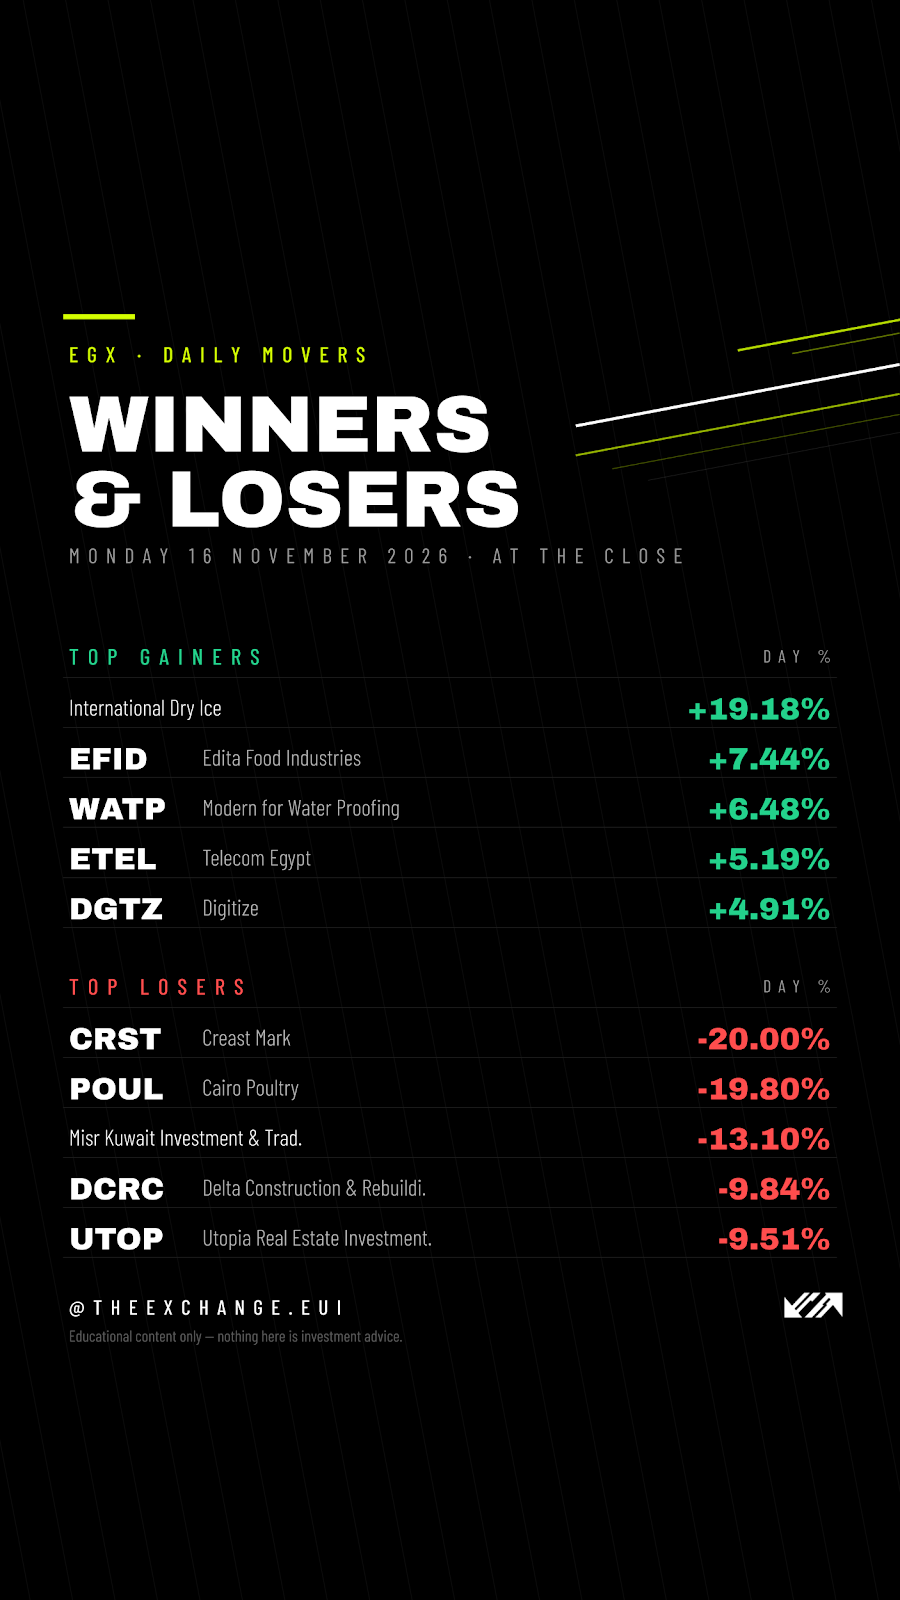 EGX · DAILY MOVERS
WINNERS
& LOSERS
MONDAY 16 NOVEMBER 2026 · AT THE CLOSE
TOP GAINERS DAY %
International Dry Ice +19.18%
EFID Edita Food Industries +7.44%
WATP Modern for Water Proofing +6.48%
ETEL Telecom Egypt +5.19%
DGTZ Digitize +4.91%
TOP LOSERS DAY %
CRST Creast Mark -20.00%
POUL Cairo Poultry -19.80%
Misr Kuwait Investment & Trad. -13.10%
DCRC Delta Construction & Rebuildi. -9.84%
UTOP Utopia Real Estate Investment. -9.51%
@THEEXCHANGE.EUI
Educational content only — nothing here is investment advice.